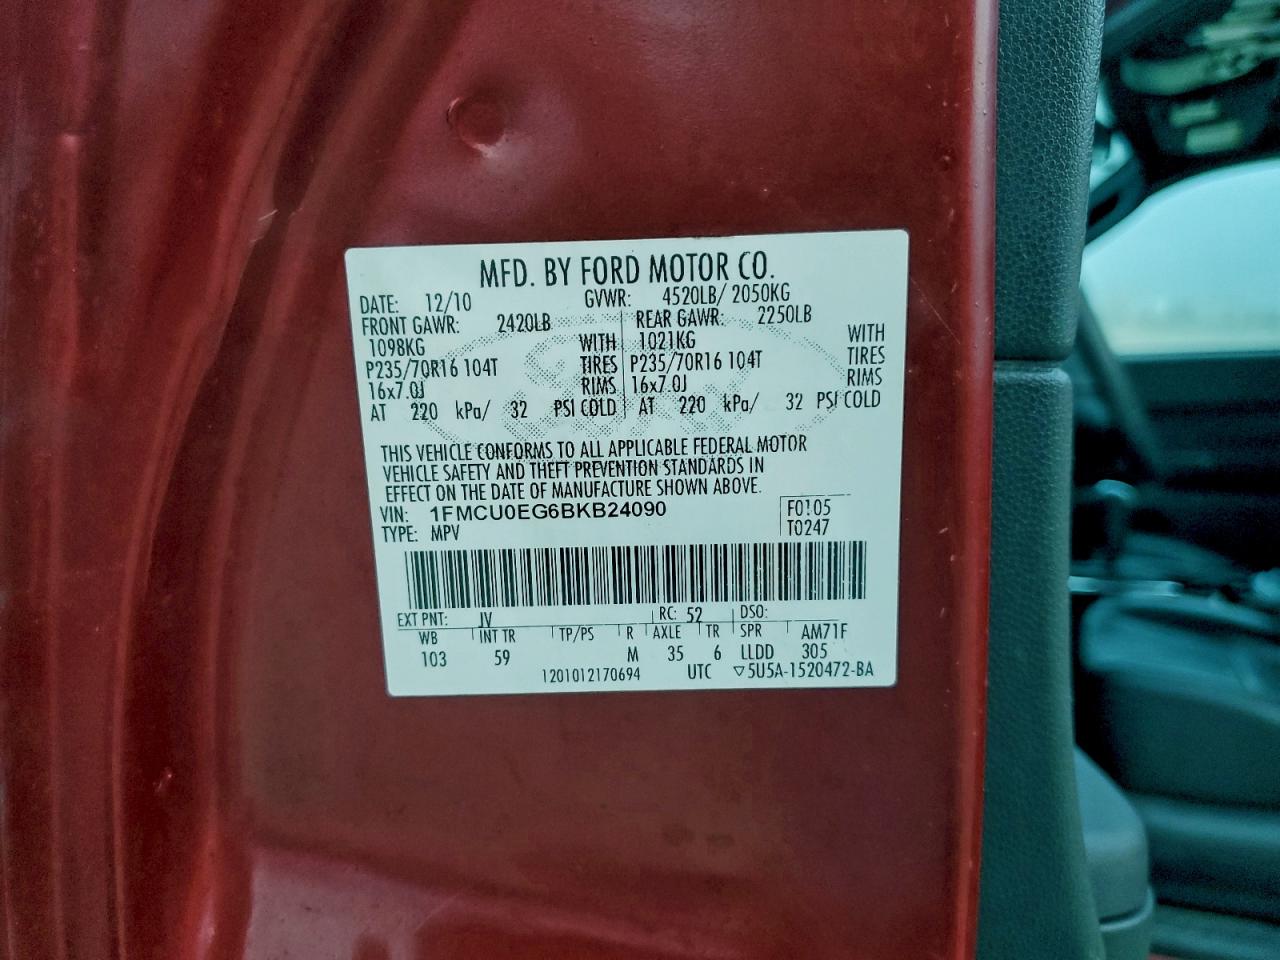 MFD. BY FORD MOTOR CO.
DATE: 12/10 GVWR: 4520LB/ 2050KG
FRONT GAWR: 2420LB REAR GAWR: 2250LB
1098KG WITH 1021KG WITH
P235/70R16 104T TIRES P235/70R16 104T TIRES
16x7.0J RIMS 16x7.0J RIMS
AT 220 kPa/ 32 PSI COLD AT 220 kPa/ 32 PSI COLD
THIS VEHICLE CONFORMS TO ALL APPLICABLE FEDERAL MOTOR
VEHICLE SAFETY AND THEFT PREVENTION STANDARDS IN
EFFECT ON THE DATE OF MANUFACTURE SHOWN ABOVE.
VIN: 1FMCU0EG6BKB24090 F0105
TYPE: MPV T0247
EXT PNT: JV RC: 52 DSO:
WB INT TR TP/PS R AXLE TR SPR AM71F
103 59 M 35 6 LLDD 305
1201012170694 UTC ▽5U5A-1520472-BA